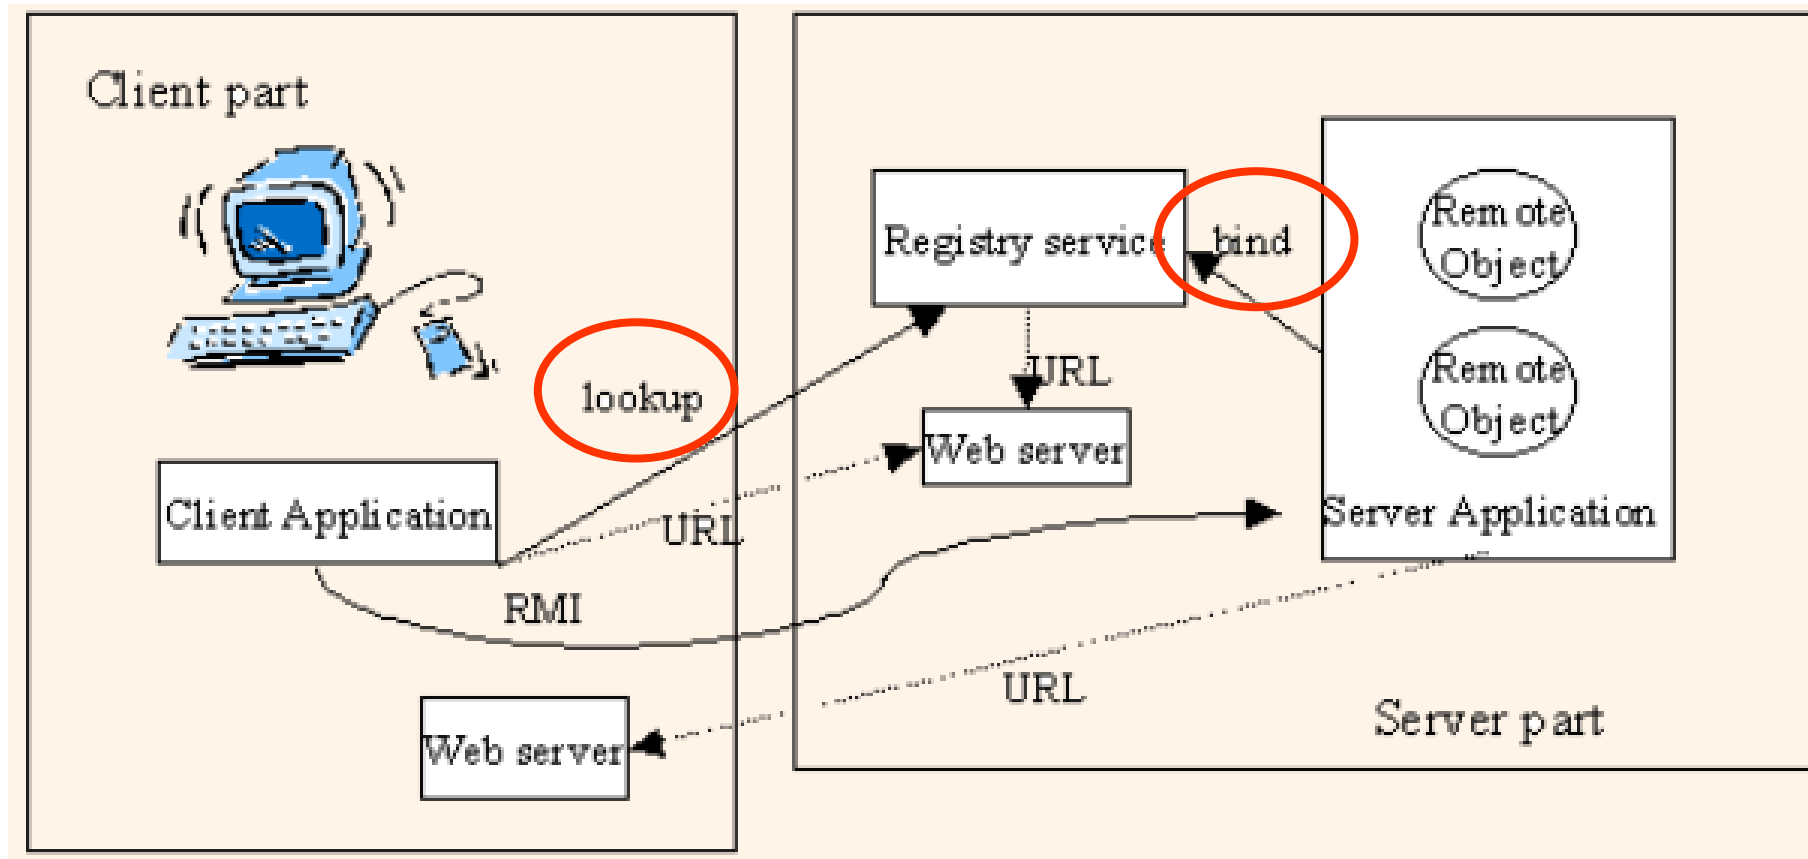 Client part
lookup
Client Application
URL
RMI
Web server
Registry service
bind
URL
Web server
Remote
Object
Remote
Object
Server Application
URL
Server part